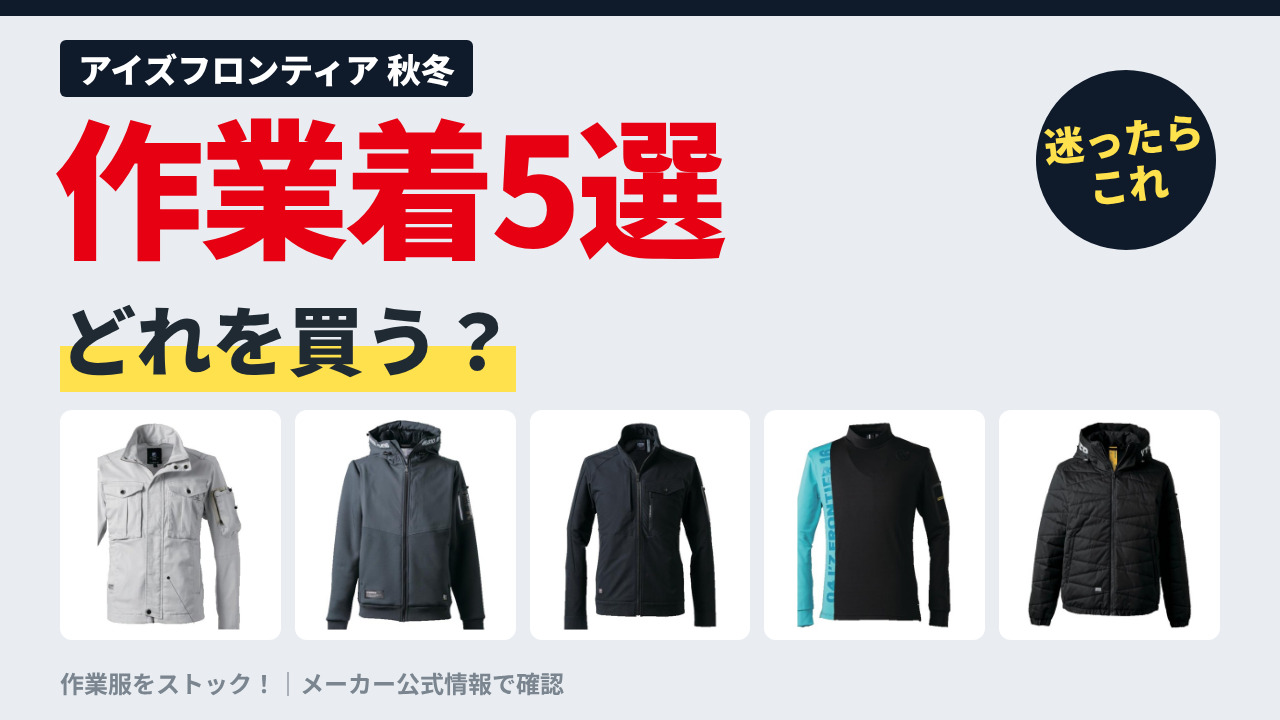 アイズフロンティア 秋冬
作業着5選
どれを買う？
迷ったら
これ
作業服をストック！｜メーカー公式情報で確認